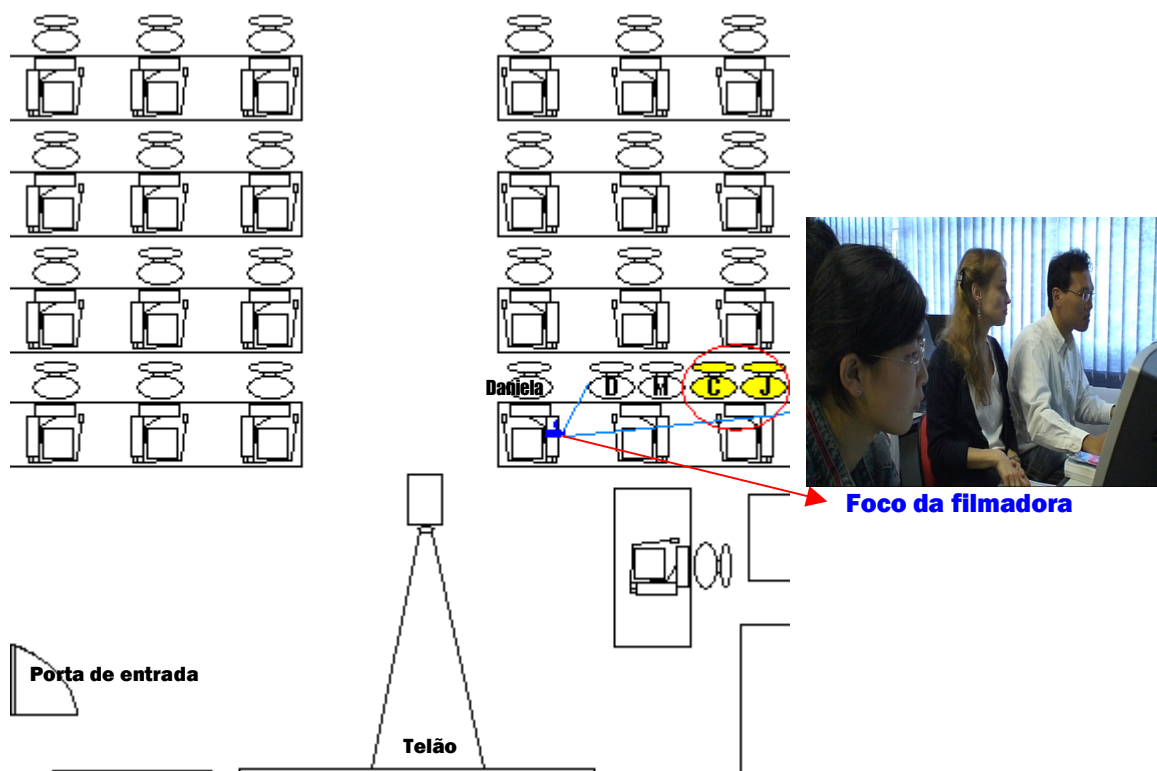 Daniela
D
M
C
J
Foco da filmadora
Porta de entrada
Telão